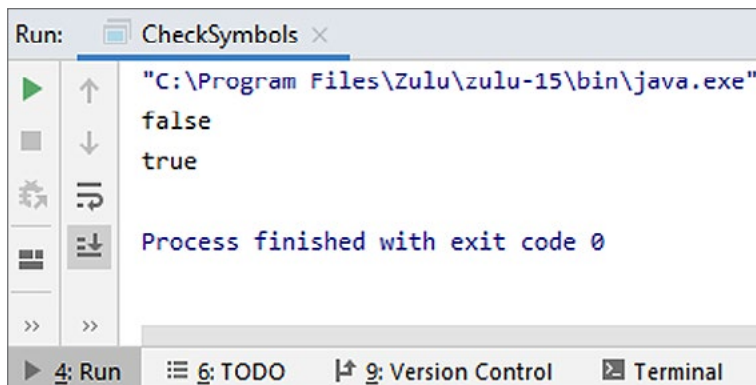 Run: CheckSymbols
"C:\Program Files\Zulu\zulu-15\bin\java.exe"
false
true
Process finished with exit code 0
4: Run 6: TODO 9: Version Control Terminal